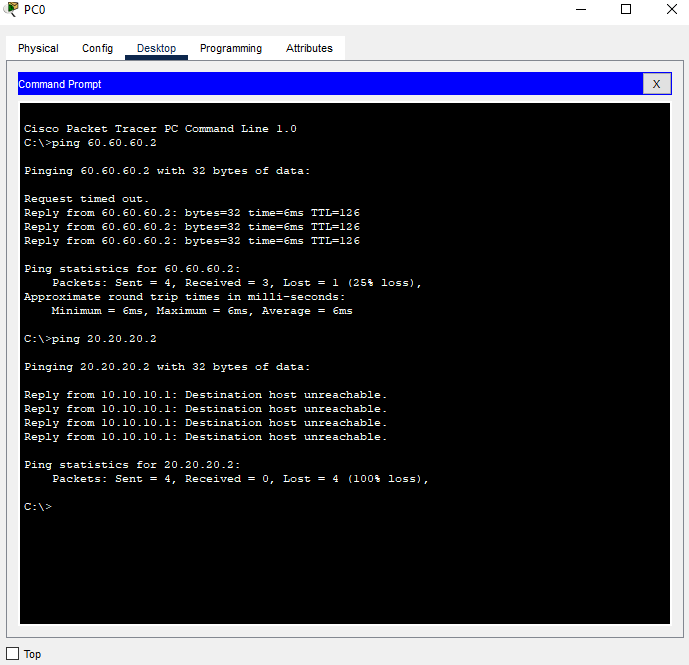 PC0
Physical Config Desktop Programming Attributes
Command Prompt X
Cisco Packet Tracer PC Command Line 1.0
C:\>ping 60.60.60.2
Pinging 60.60.60.2 with 32 bytes of data:
Request timed out.
Reply from 60.60.60.2: bytes=32 time=6ms TTL=126
Reply from 60.60.60.2: bytes=32 time=6ms TTL=126
Reply from 60.60.60.2: bytes=32 time=6ms TTL=126
Ping statistics for 60.60.60.2:
Packets: Sent = 4, Received = 3, Lost = 1 (25% loss),
Approximate round trip times in milli-seconds:
Minimum = 6ms, Maximum = 6ms, Average = 6ms
C:\>ping 20.20.20.2
Pinging 20.20.20.2 with 32 bytes of data:
Reply from 10.10.10.1: Destination host unreachable.
Reply from 10.10.10.1: Destination host unreachable.
Reply from 10.10.10.1: Destination host unreachable.
Reply from 10.10.10.1: Destination host unreachable.
Ping statistics for 20.20.20.2:
Packets: Sent = 4, Received = 0, Lost = 4 (100% loss),
C:\>
Top